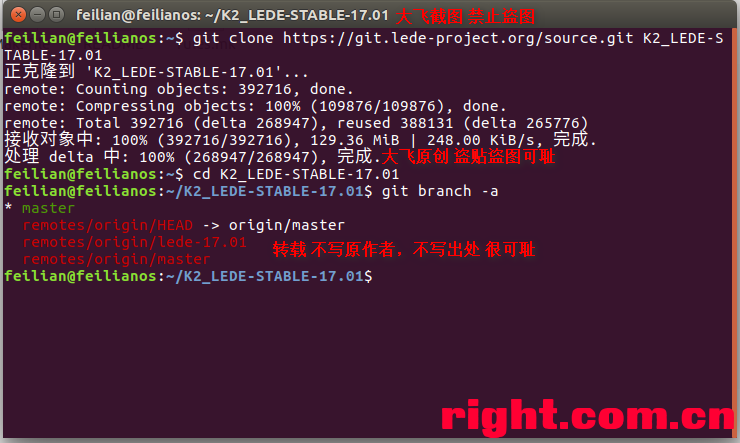 feilian@feilianos: ~/K2_LEDE-STABLE-17.01 大飞截图 禁止盗图
feilian@feilianos:~$ git clone https://git.lede-project.org/source.git K2_LEDE-S
TABLE-17.01
正克隆到 'K2_LEDE-STABLE-17.01'...
remote: Counting objects: 392716, done.
remote: Compressing objects: 100% (109876/109876), done.
remote: Total 392716 (delta 268947), reused 388131 (delta 265776)
接收对象中: 100% (392716/392716), 129.36 MiB | 248.00 KiB/s, 完成.
处理 delta 中: 100% (268947/268947), 完成.大飞原创 盗贴盗图可耻
feilian@feilianos:~$ cd K2_LEDE-STABLE-17.01
feilian@feilianos:~/K2_LEDE-STABLE-17.01$ git branch -a
* master
remotes/origin/HEAD -> origin/master
remotes/origin/lede-17.01
转载 不写原作者，不写出处 很可耻
remotes/origin/master
feilian@feilianos:~/K2_LEDE-STABLE-17.01$
right.com.cn